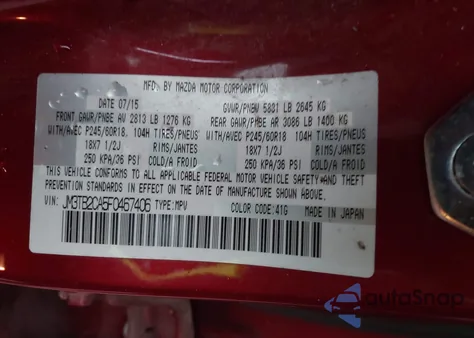 MFD. BY MAZDA MOTOR CORPORATION
DATE 07/15 GVWR/PNBV 5831 LB 2645 KG
FRONT GAWR/PNBE AV 2813 LB 1276 KG REAR GAWR/PNBE AR 3086 LB 1400 KG
WITH/AVEC P245/60R18, 104H TIRES/PNEUS WITH/AVEC P245/60R18, 104H TIRES/PNEUS
18X7 1/2J RIMS/JANTES 18X7 1/2J RIMS/JANTES
250 KPA/36 PSI COLD/A FROID 250 KPA/36 PSI COLD/A FROID
THIS VEHICLE CONFORMS TO ALL APPLICABLE FEDERAL MOTOR VEHICLE SAFETY AND THEFT
PREVENTION STANDARDS IN EFFECT ON THE DATE OF MANUFACTURE SHOWN ABOVE.
VIN: JM3TB2CA5F0467406 TYPE:MPV COLOR CODE:41G MADE IN JAPAN
autoSnap